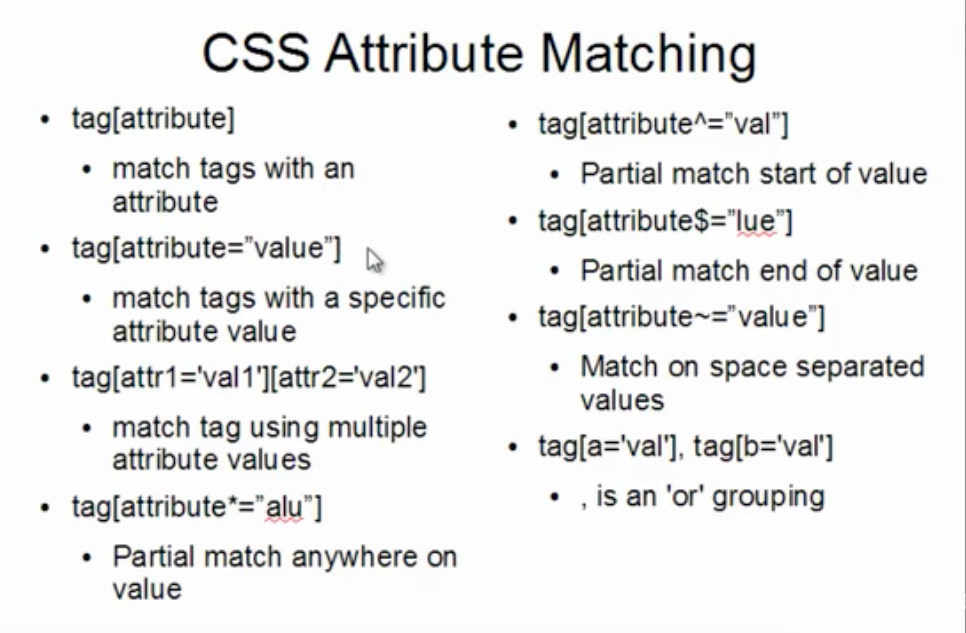 CSS Attribute Matching
• tag[attribute]
• match tags with an
attribute
• tag[attribute=”value”]
• match tags with a specific
attribute value
• tag[attr1='val1'][attr2='val2']
• match tag using multiple
attribute values
• tag[attribute*=”alu”]
• Partial match anywhere on
value
• tag[attribute^=”val”]
• Partial match start of value
• tag[attribute$=”lue”]
• Partial match end of value
• tag[attribute~=”value”]
• Match on space separated
values
• tag[a='val'], tag[b='val']
• , is an 'or' grouping